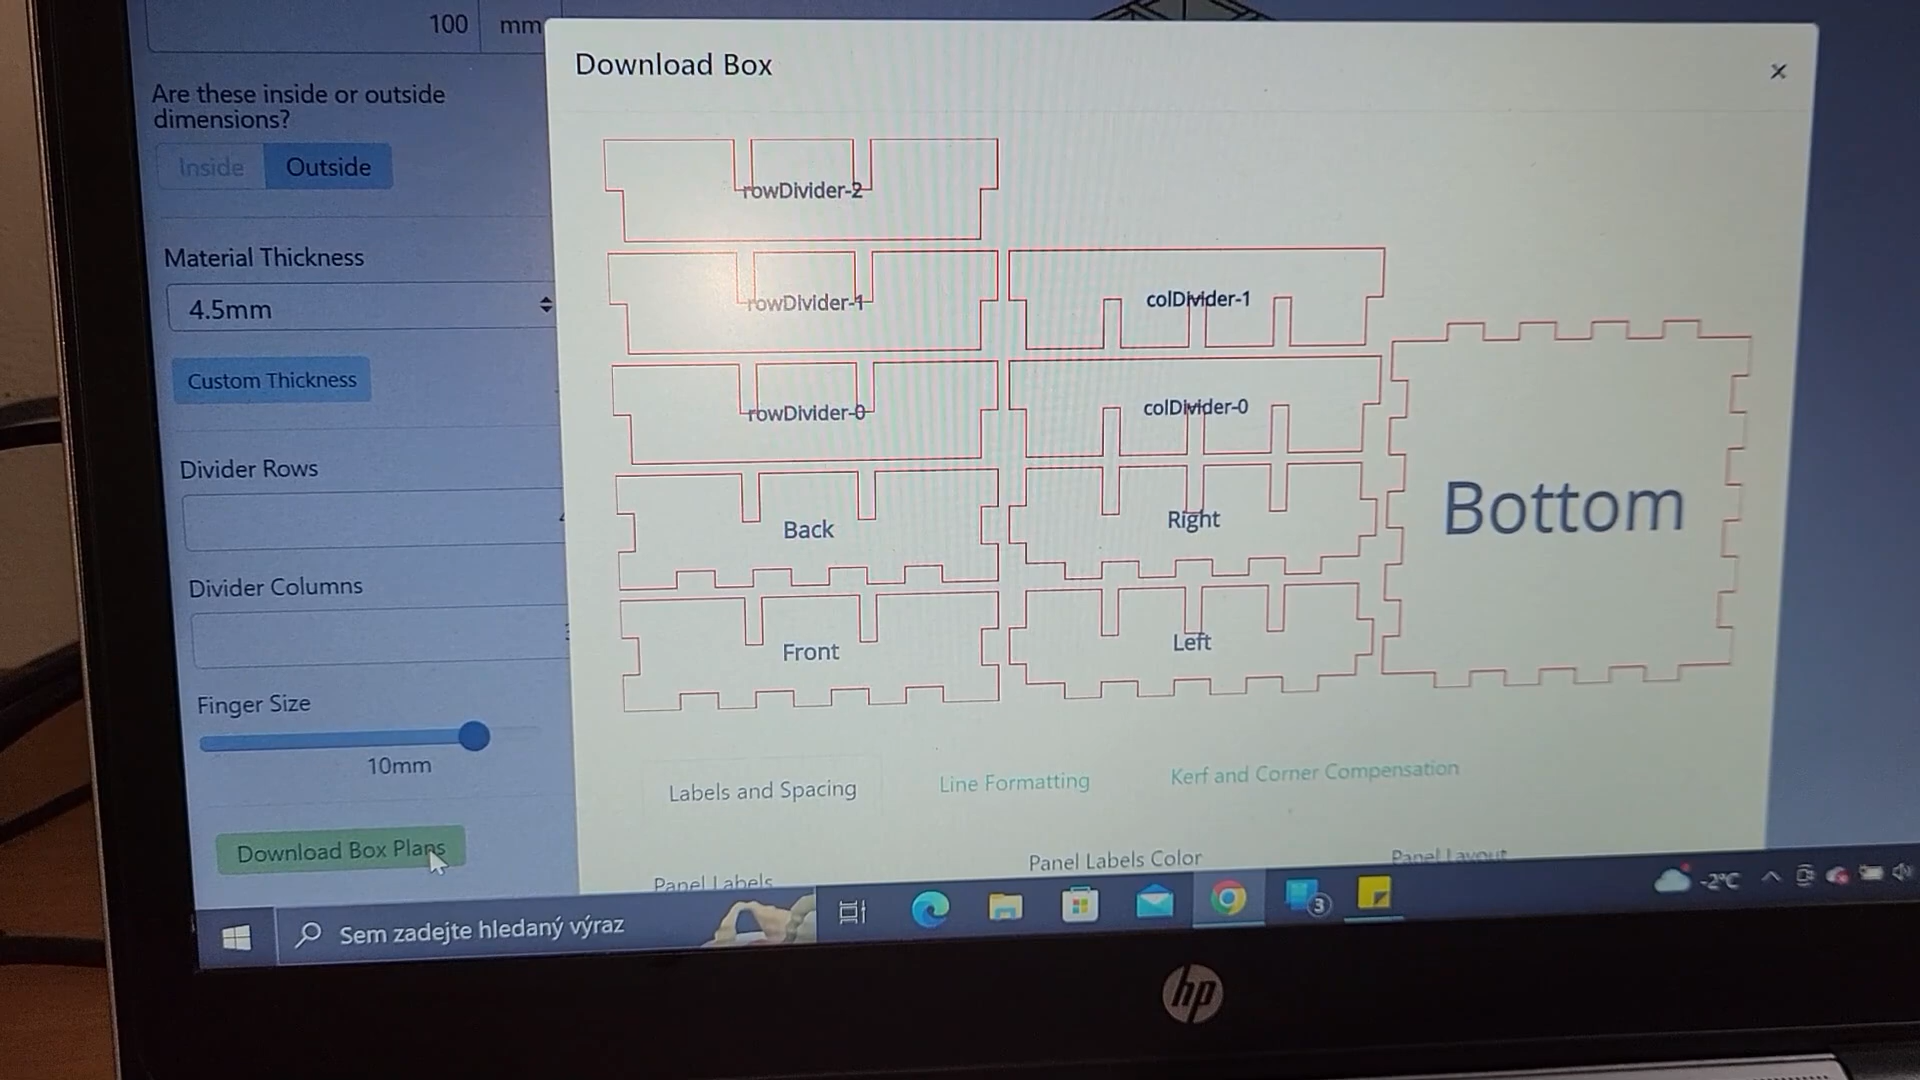 100 mm
Are these inside or outside
dimensions?
Inside Outside
Material Thickness
4.5mm
Custom Thickness
Divider Rows
Divider Columns
Finger Size
10mm
Download Box Plans
Download Box
×
rowDivider-2
rowDivider-1
colDivider-1
rowDivider-0
colDivider-0
Back
Right
Bottom
Front
Left
Labels and Spacing
Line Formatting
Kerf and Corner Compensation
Panel Labels
Panel Labels Color
Panel Layout
Sem zadejte hledaný výraz
3
-2°C
hp